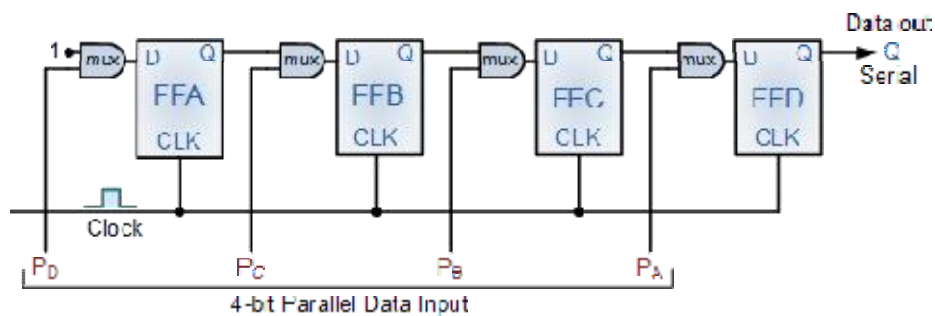 Data out
1 mux D Q mux D Q mux D Q mux D Q Q
Serial
FFA FFB FFC FFD
CLK CLK CLK CLK
Clock
PD PC PB PA
4-bit Parallel Data Input